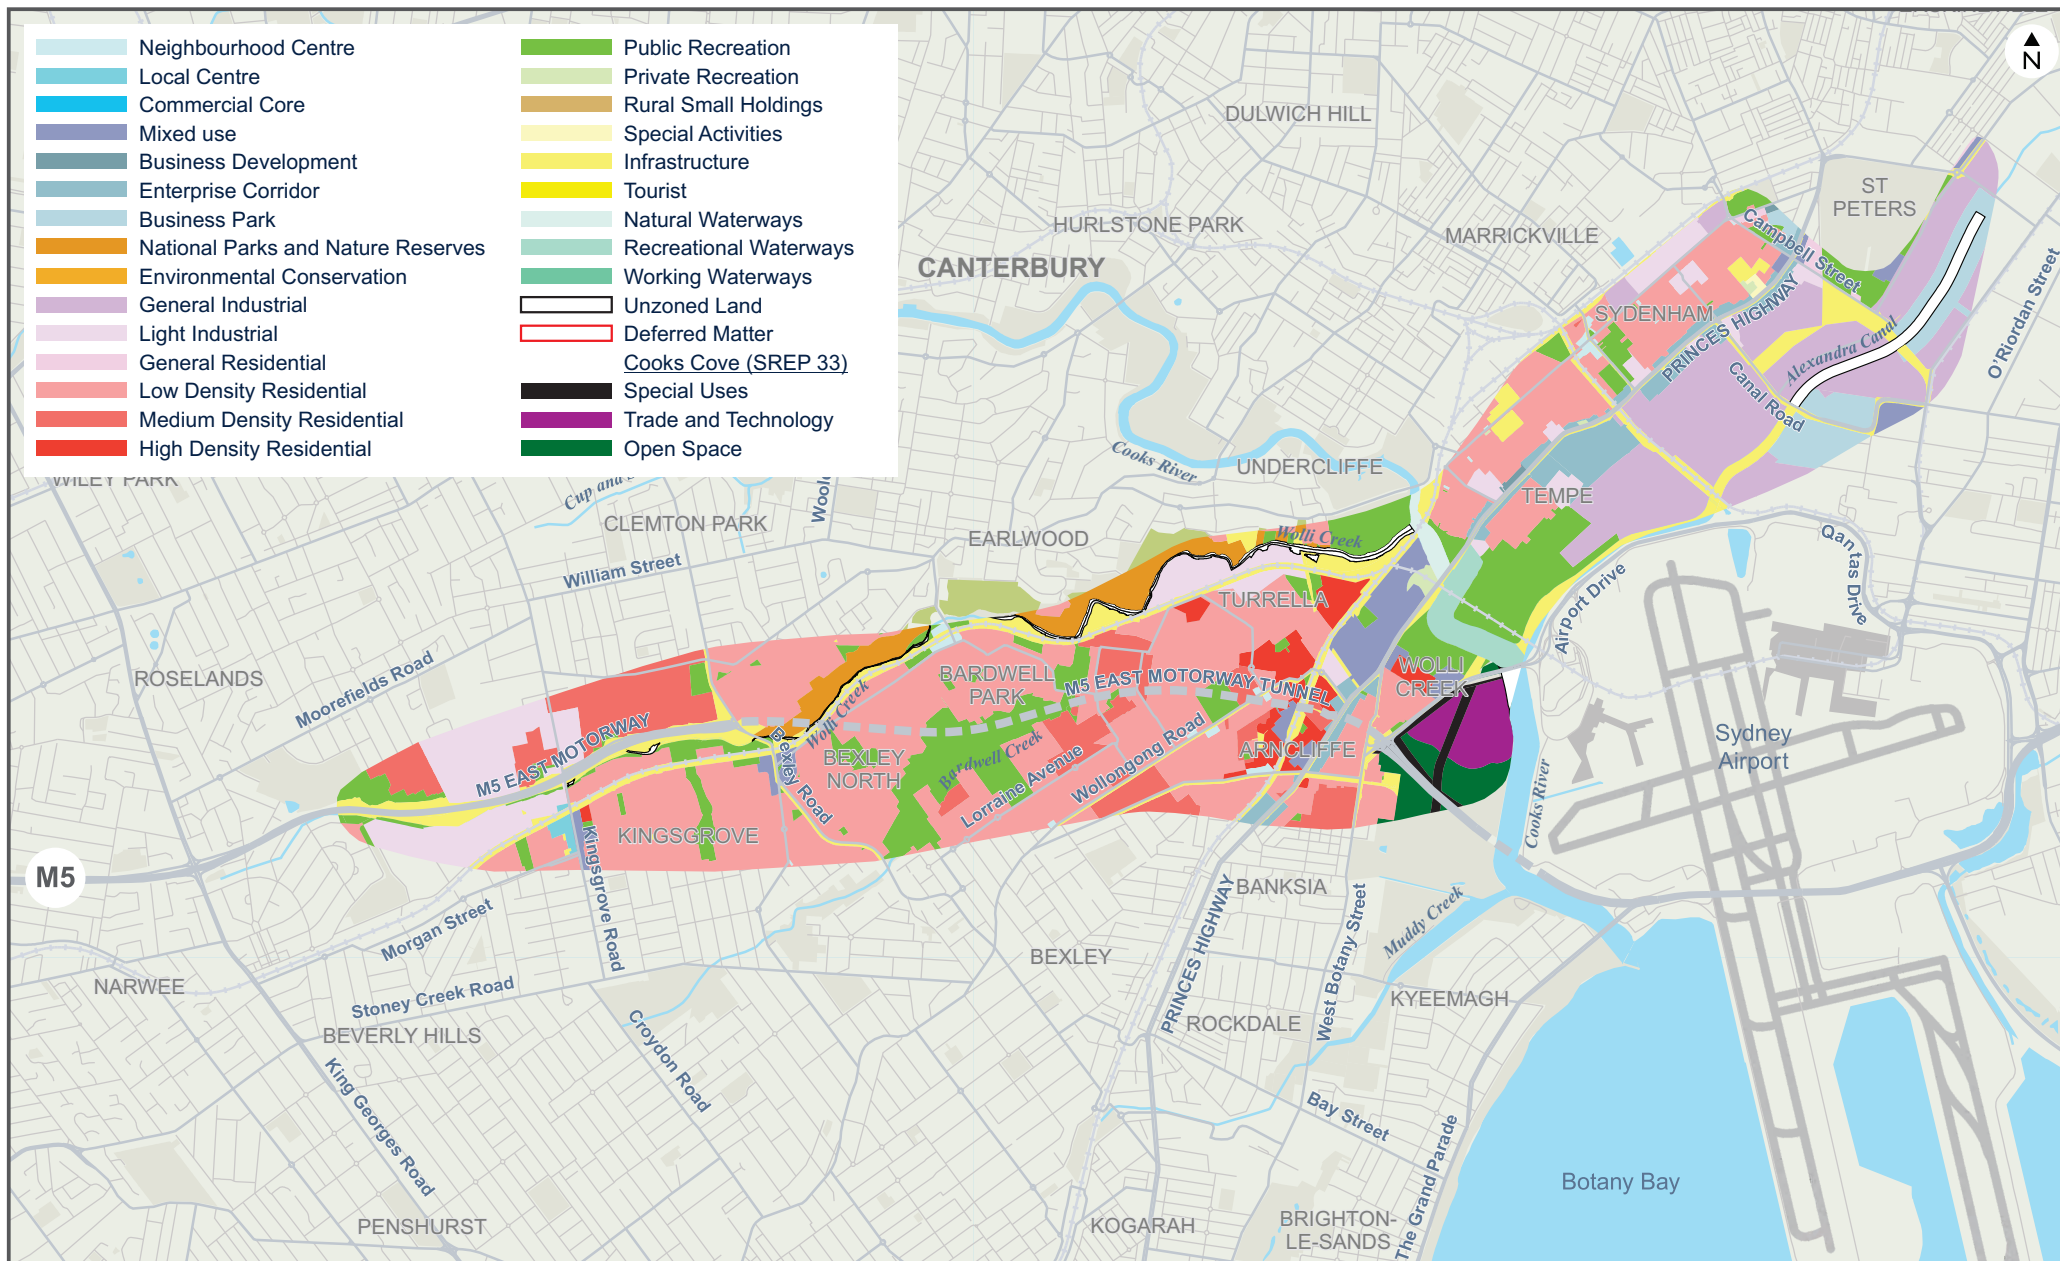 Neighbourhood Centre
Local Centre
Commercial Core
Mixed use
Business Development
Enterprise Corridor
Business Park
National Parks and Nature Reserves
Environmental Conservation
General Industrial
Light Industrial
General Residential
Low Density Residential
Medium Density Residential
High Density Residential
Public Recreation
Private Recreation
Rural Small Holdings
Special Activities
Infrastructure
Tourist
Natural Waterways
Recreational Waterways
Working Waterways
Unzoned Land
Deferred Matter
Cooks Cove (SREP 33)
Special Uses
Trade and Technology
Open Space
N
DULWICH HILL
ST
PETERS
HURLSTONE PARK
MARRICKVILLE
Campbell Street
CANTERBURY
O'Riordan Street
SYDENHAM
PRINCES HIGHWAY
Alexandra Canal
Canal Road
Cooks River
UNDERCLIFFE
WILEY PARK
Cup and
TEMPE
CLEMTON PARK
EARLWOOD
Wolli Creek
Qantas Drive
William Street
TURRELLA
Airport Drive
ROSELANDS
Moorefields Road
BARDWELL
PARK
M5 EAST MOTORWAY TUNNEL
WOLLI
CREEK
M5 EAST MOTORWAY
Wolli Creek
Bexley Road
BEXLEY
NORTH
Bardwell Creek
Lorraine Avenue
Wollongong Road
ARNCLIFFE
Sydney
Airport
Cooks River
KINGSGROVE
Kingsgrove Road
M5
BANKSIA
PRINCES HIGHWAY
West Botany Street
Muddy Creek
Morgan Street
BEXLEY
NARWEE
Stoney Creek Road
KYEEMAGH
ROCKDALE
BEVERLY HILLS
Croydon Road
King Georges Road
Bay Street
The Grand Parade
Botany Bay
PENSHURST
KOGARAH
BRIGHTON-
LE-SANDS